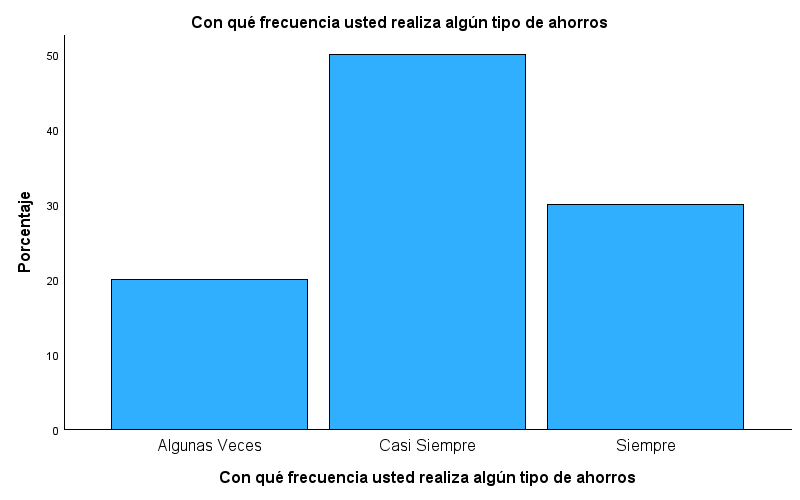 Con qué frecuencia usted realiza algún tipo de ahorros
50
40
30
20
10
0
Porcentaje
Algunas Veces
Casi Siempre
Siempre
Con qué frecuencia usted realiza algún tipo de ahorros